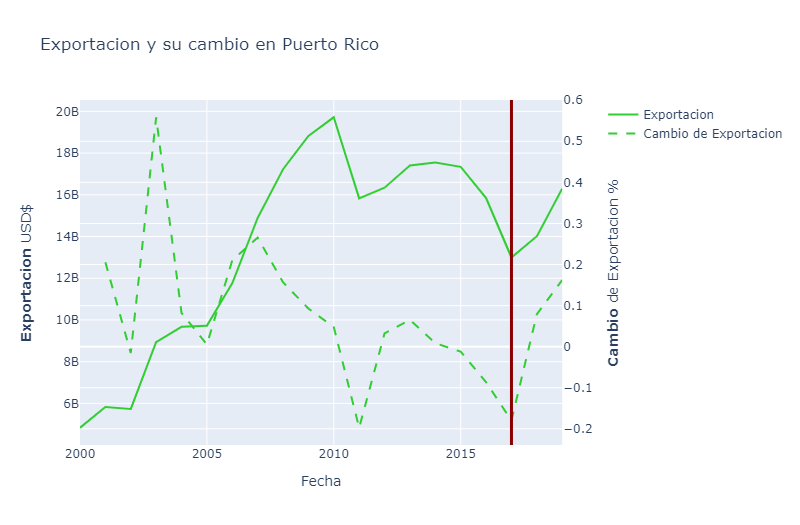 Exportacion y su cambio en Puerto Rico
Exportacion USD$
20B
18B
16B
14B
12B
10B
8B
6B
2000
2005
2010
2015
Fecha
0.6
0.5
0.4
0.3
0.2
0.1
0
−0.1
−0.2
Cambio de Exportacion %
Exportacion
Cambio de Exportacion